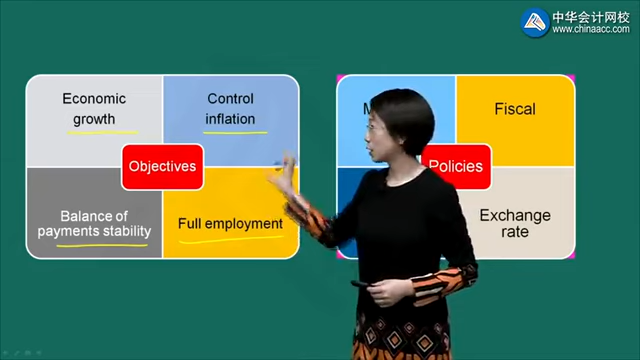 中华会计网校
www.chinaacc.com
Economic
growth
Control
inflation
Objectives
Balance of
payments stability
Full employment
Fiscal
Policies
Exchange
rate